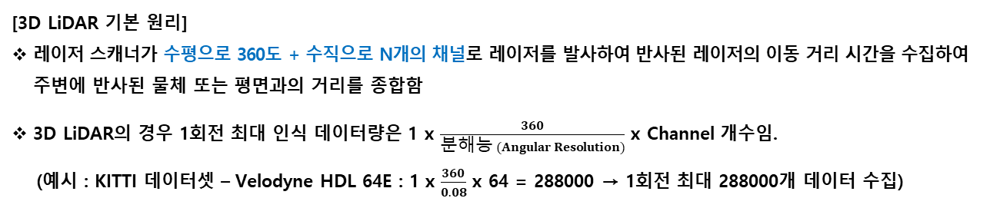 [3D LiDAR 기본 원리]
❖ 레이저 스캐너가 수평으로 360도 + 수직으로 N개의 채널로 레이저를 발사하여 반사된 레이저의 이동 거리 시간을 수집하여
주변에 반사된 물체 또는 평면과의 거리를 종합함
❖ 3D LiDAR의 경우 1회전 최대 인식 데이터량은 1 x 360/분해능 (Angular Resolution) x Channel 개수임.
(예시 : KITTI 데이터셋 – Velodyne HDL 64E : 1 x 360/0.08 x 64 = 288000 → 1회전 최대 288000개 데이터 수집)